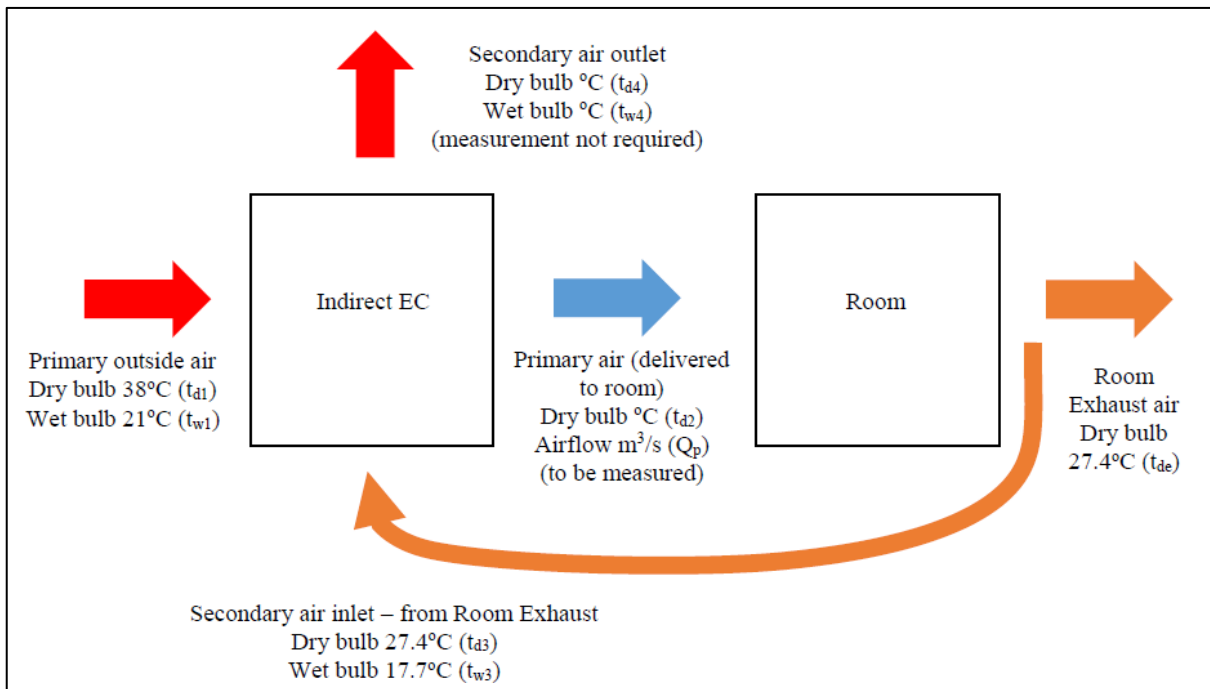 Secondary air outlet
Dry bulb ºC (td4)
Wet bulb ºC (tw4)
(measurement not required)
Indirect EC
Room
Primary outside air
Dry bulb 38ºC (td1)
Wet bulb 21ºC (tw1)
Primary air (delivered
to room)
Dry bulb ºC (td2)
Airflow m³/s (Qp)
(to be measured)
Room
Exhaust air
Dry bulb
27.4ºC (tde)
Secondary air inlet – from Room Exhaust
Dry bulb 27.4ºC (td3)
Wet bulb 17.7ºC (tw3)